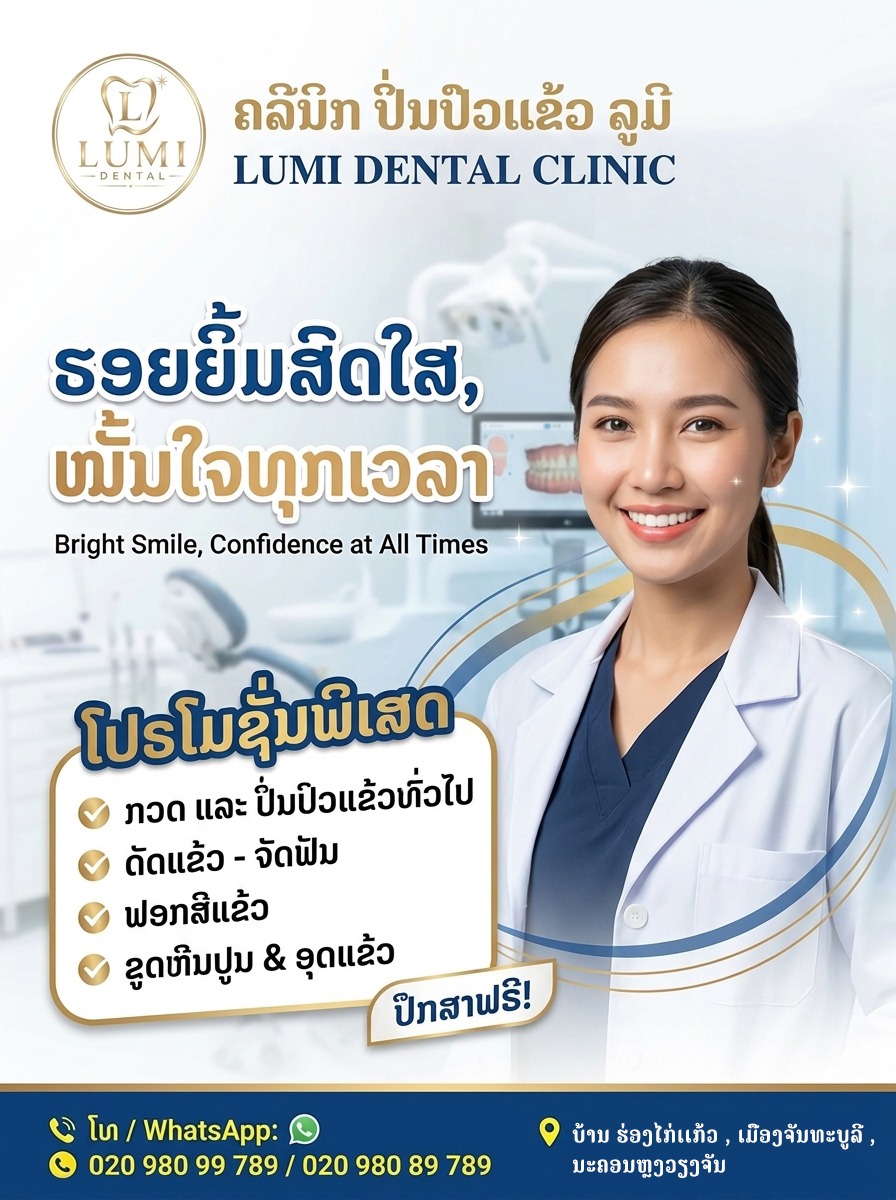 LUMI
DENTAL
ຄລີນິກ ປິ່ນປົວແຂ້ວ ລູມີ
LUMI DENTAL CLINIC
ຮອຍຍິ້ມສົດໃສ,
ໝັ້ນໃຈທຸກເວລາ
Bright Smile, Confidence at All Times
ໂປຣໂມຊັ່ນພິເສດ
ກວດ ແລະ ປິ່ນປົວແຂ້ວທົ່ວໄປ
ດັດແຂ້ວ - ຈັດຟັນ
ຟອກສີແຂ້ວ
ຂູດຫີນປູນ & ອຸດແຂ້ວ
ປຶກສາຟຣີ!
ໂທ / WhatsApp:
020 980 99 789 / 020 980 89 789
ບ້ານ ຮ່ອງໄກ່ແກ້ວ , ເມືອງຈັນທະບູລີ ,
ນະຄອນຫຼວງວຽງຈັນ